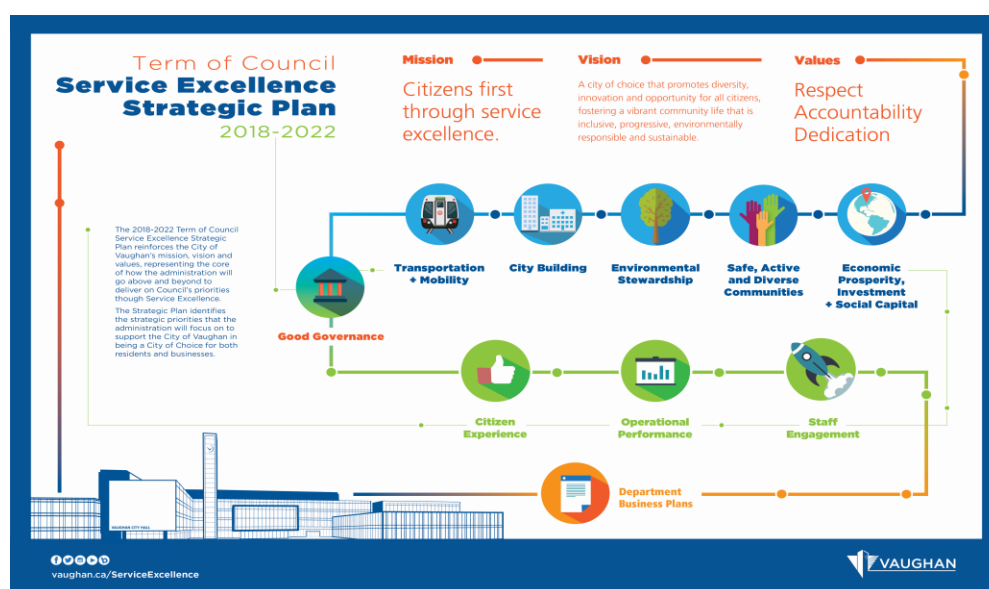 Term of Council
Service Excellence
Strategic Plan
2018-2022
Mission
Citizens first
through service
excellence.
Vision
A city of choice that promotes diversity,
innovation and opportunity for all citizens,
fostering a vibrant community life that is
inclusive, progressive, environmentally
responsible and sustainable.
Values
Respect
Accountability
Dedication
The 2018-2022 Term of Council
Service Excellence Strategic
Plan reinforces the City of
Vaughan's mission, vision and
values, representing the core
of how the administration will
go above and beyond to
deliver on Council's priorities
though Service Excellence.
The Strategic Plan identifies
the strategic priorities that the
administration will focus on to
support the City of Vaughan in
being a City of Choice for both
residents and businesses.
Transportation
+ Mobility
City Building
Environmental
Stewardship
Safe, Active
and Diverse
Communities
Economic
Prosperity,
Investment
+ Social Capital
Good Governance
Citizen
Experience
Operational
Performance
Staff
Engagement
Department
Business Plans
VAUGHAN CITY HALL
vaughan.ca/ServiceExcellence
VAUGHAN